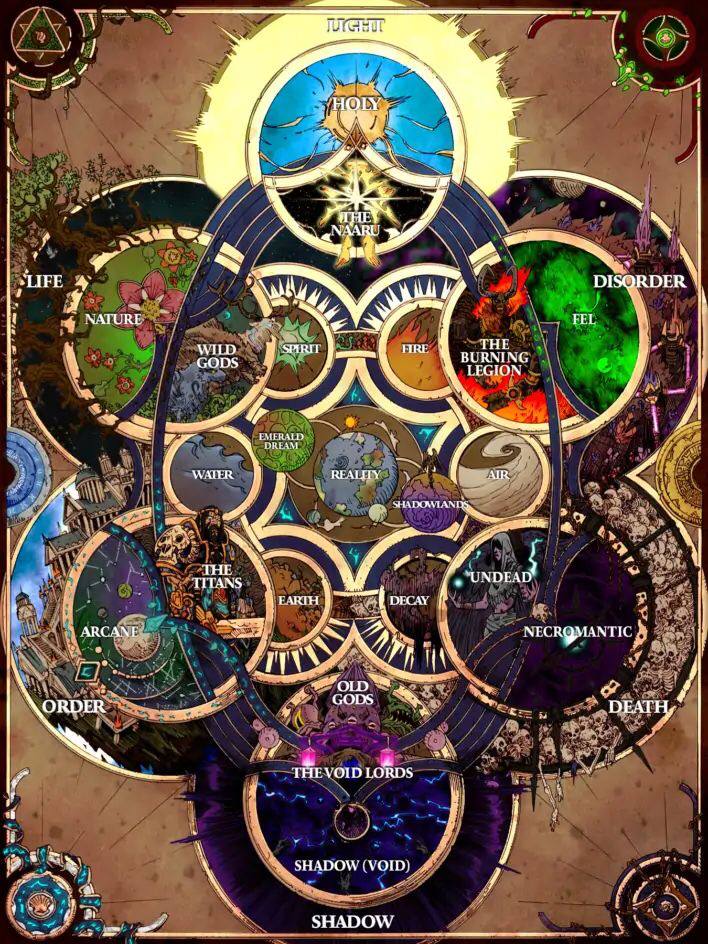 LIGHT
HOLY
THE
NAARU
LIFE
DISORDER
NATURE
WILD
GODS
SPIRIT
FIRE
THE
BURNING
LEGION
FEL
EMERALD
DREAM
WATER
REALITY
AIR
SHADOWLANDS
THE
TITANS
UNDEAD
EARTH
DECAY
ARCANE
NECROMANTIC
ORDER
OLD
GODS
DEATH
THE VOID LORDS
SHADOW (VOID)
SHADOW